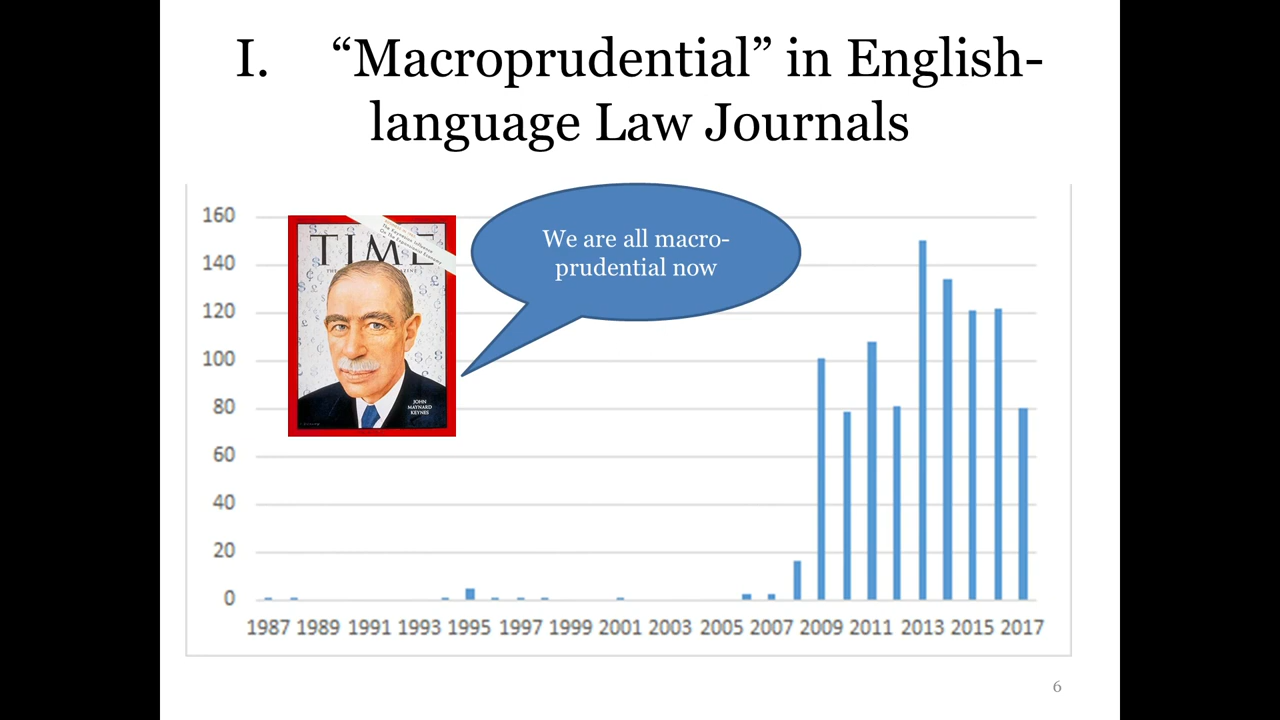 I. “Macroprudential” in English-
language Law Journals
160
140
120
100
80
60
40
20
0
TIME
JOHN
MAYNARD
KEYNES
We are all macro-
prudential now
1987 1989 1991 1993 1995 1997 1999 2001 2003 2005 2007 2009 2011 2013 2015 2017
6